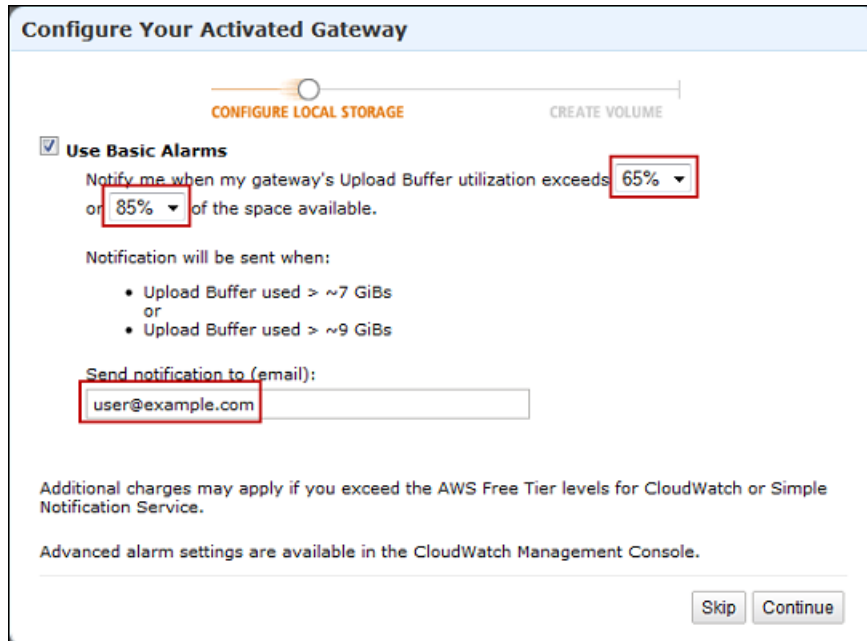 Configure Your Activated Gateway
CONFIGURE LOCAL STORAGE CREATE VOLUME
Use Basic Alarms
Notify me when my gateway's Upload Buffer utilization exceeds 65%
or 85% of the space available.
Notification will be sent when:
• Upload Buffer used > ~7 GiBs
or
• Upload Buffer used > ~9 GiBs
Send notification to (email):
user@example.com
Additional charges may apply if you exceed the AWS Free Tier levels for CloudWatch or Simple
Notification Service.
Advanced alarm settings are available in the CloudWatch Management Console.
Skip Continue